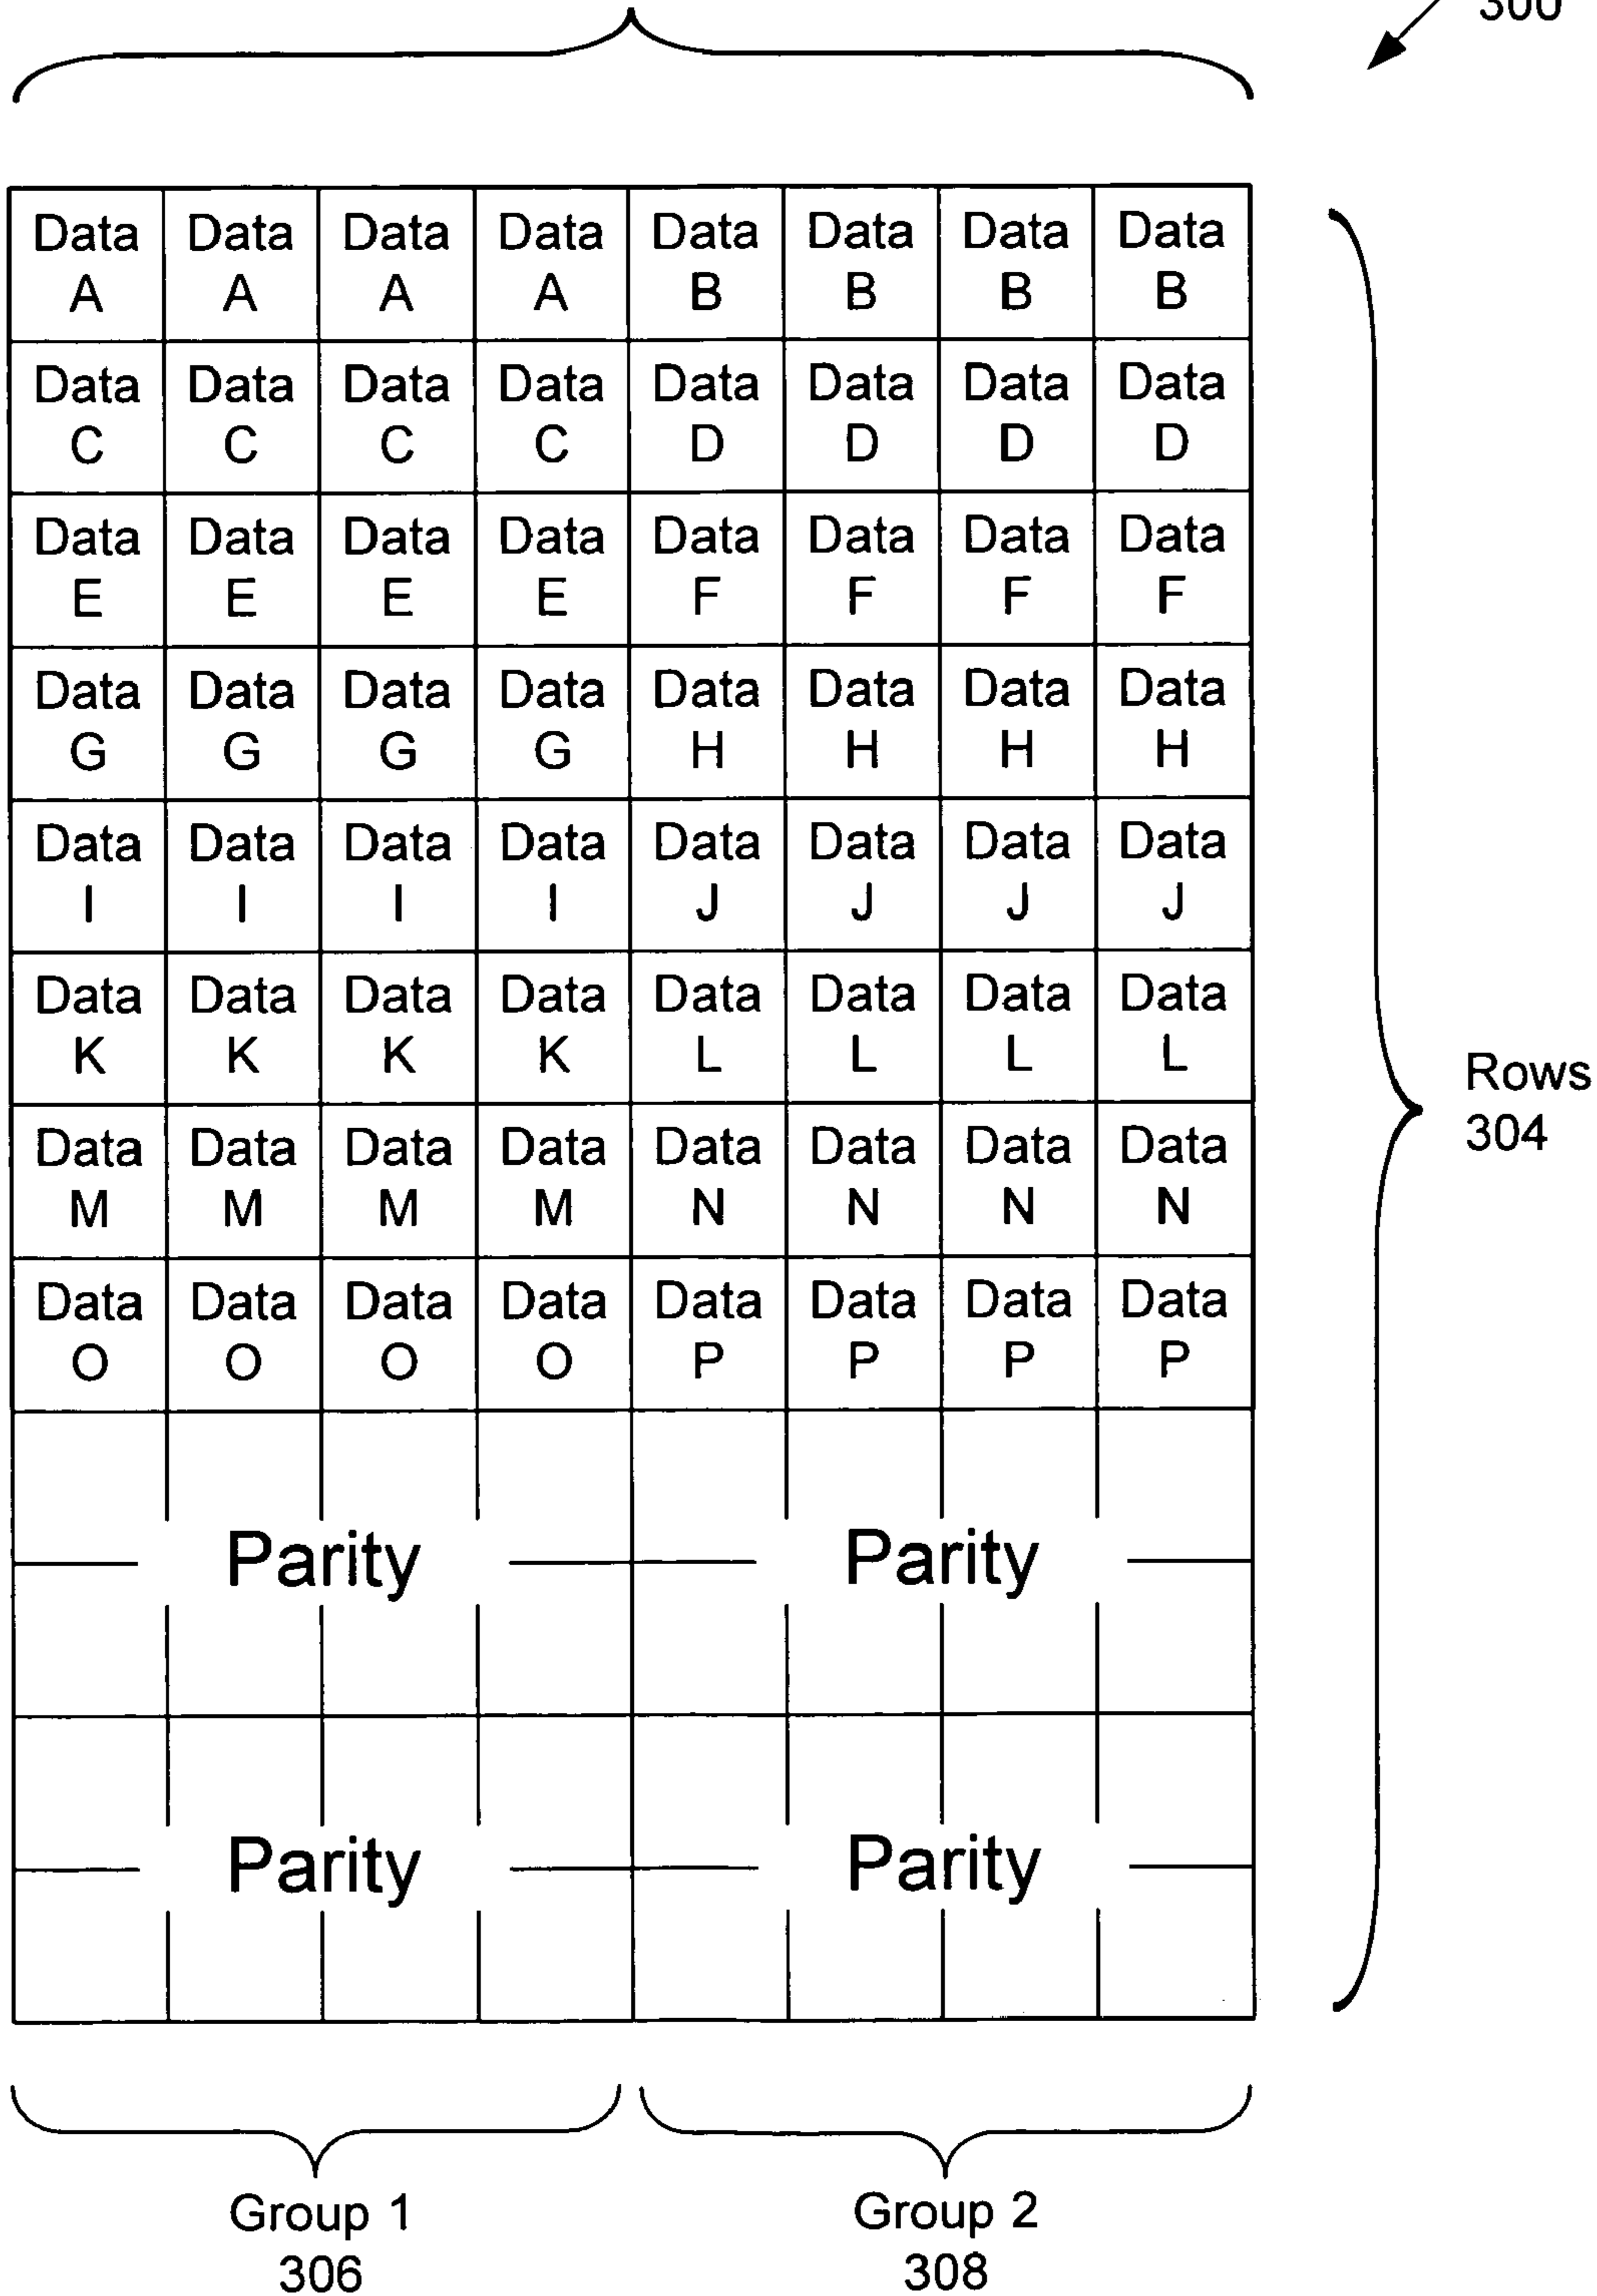 300
Data Data Data Data Data Data Data Data
A A A A B B B B
Data Data Data Data Data Data Data Data
C C C C D D D D
Data Data Data Data Data Data Data Data
E E E E F F F F
Data Data Data Data Data Data Data Data
G G G G H H H H
Data Data Data Data Data Data Data Data
I I I I J J J J
Data Data Data Data Data Data Data Data
K K K K L L L L
Rows
304
Data Data Data Data Data Data Data Data
M M M M N N N N
Data Data Data Data Data Data Data Data
O O O O P P P P
Parity Parity
Parity Parity
Group 1 Group 2
306 308